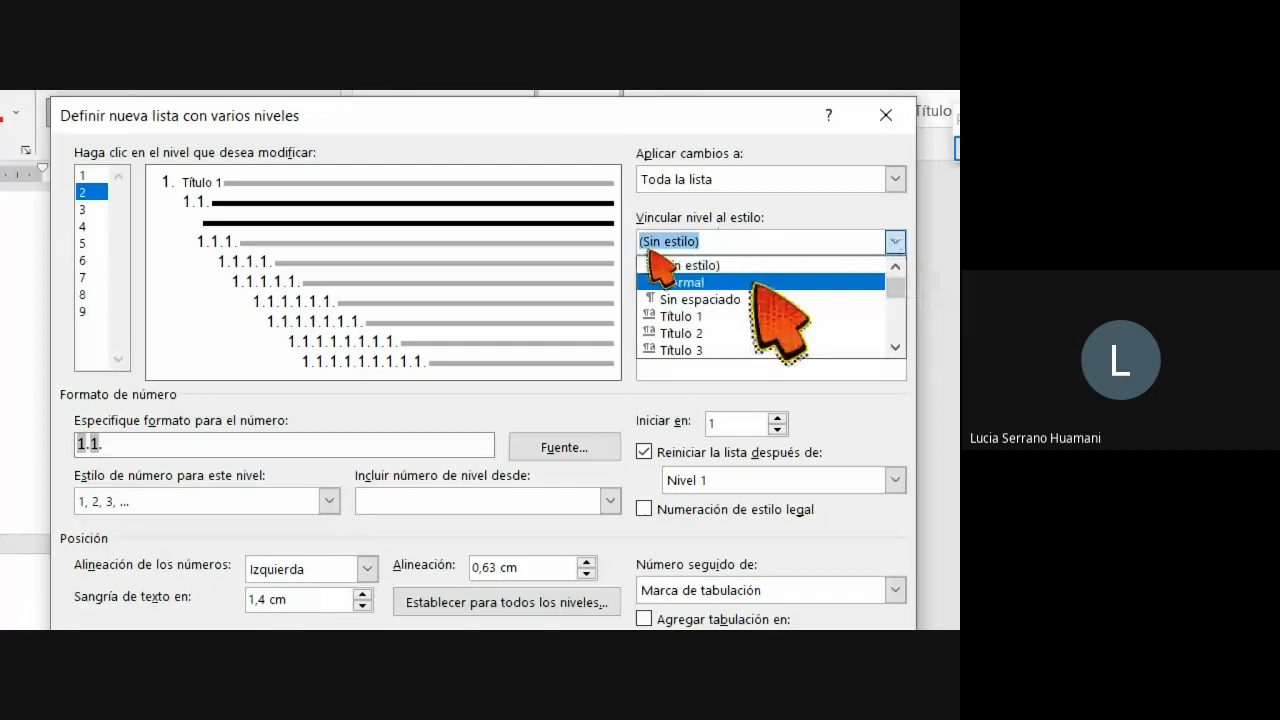 Título
Definir nueva lista con varios niveles
?
Haga clic en el nivel que desea modificar:
1
2
3
4
5
6
7
8
9
1. Título 1
1.1.
1.1.1.
1.1.1.1.
1.1.1.1.1.
1.1.1.1.1.1.
1.1.1.1.1.1.1.
1.1.1.1.1.1.1.1.
1.1.1.1.1.1.1.1.1.
Aplicar cambios a:
Toda la lista
Vincular nivel al estilo:
(Sin estilo)
n estilo)
rmal
Sin espaciado
Título 1
Título 2
Título 3
Formato de número
Especifique formato para el número:
1.1.
Fuente...
Estilo de número para este nivel:
Incluir número de nivel desde:
1, 2, 3, ...
Iniciar en:
1
Reiniciar la lista después de:
Nivel 1
Numeración de estilo legal
Posición
Alineación de los números:
Izquierda
Alineación:
0,63 cm
Sangría de texto en:
1,4 cm
Establecer para todos los niveles...
Número seguido de:
Marca de tabulación
Agregar tabulación en:
L
Lucia Serrano Huamani